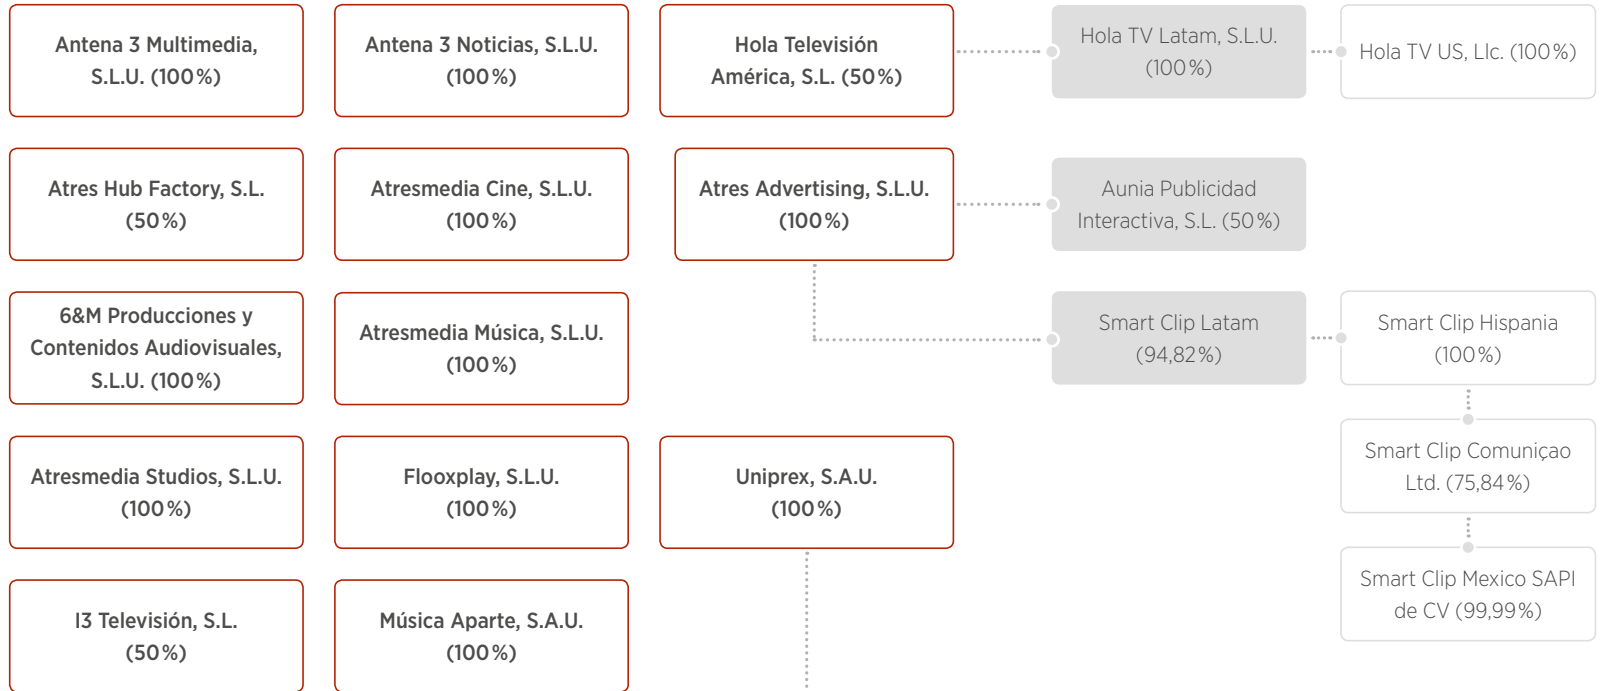 Antena 3 Multimedia,
S.L.U. (100%)
Antena 3 Noticias, S.L.U.
(100%)
Hola Televisión
América, S.L. (50%)
Hola TV Latam, S.L.U.
(100%)
Hola TV US, Llc. (100%)
Atres Hub Factory, S.L.
(50%)
Atresmedia Cine, S.L.U.
(100%)
Atres Advertising, S.L.U.
(100%)
Aunia Publicidad
Interactiva, S.L. (50%)
6&M Producciones y
Contenidos Audiovisuales,
S.L.U. (100%)
Atresmedia Música, S.L.U.
(100%)
Smart Clip Latam
(94,82%)
Smart Clip Hispania
(100%)
Atresmedia Studios, S.L.U.
(100%)
Flooxplay, S.L.U.
(100%)
Uniprex, S.A.U.
(100%)
Smart Clip Comuniçao
Ltd. (75,84%)
I3 Televisión, S.L.
(50%)
Música Aparte, S.A.U.
(100%)
Smart Clip Mexico SAPI
de CV (99,99%)